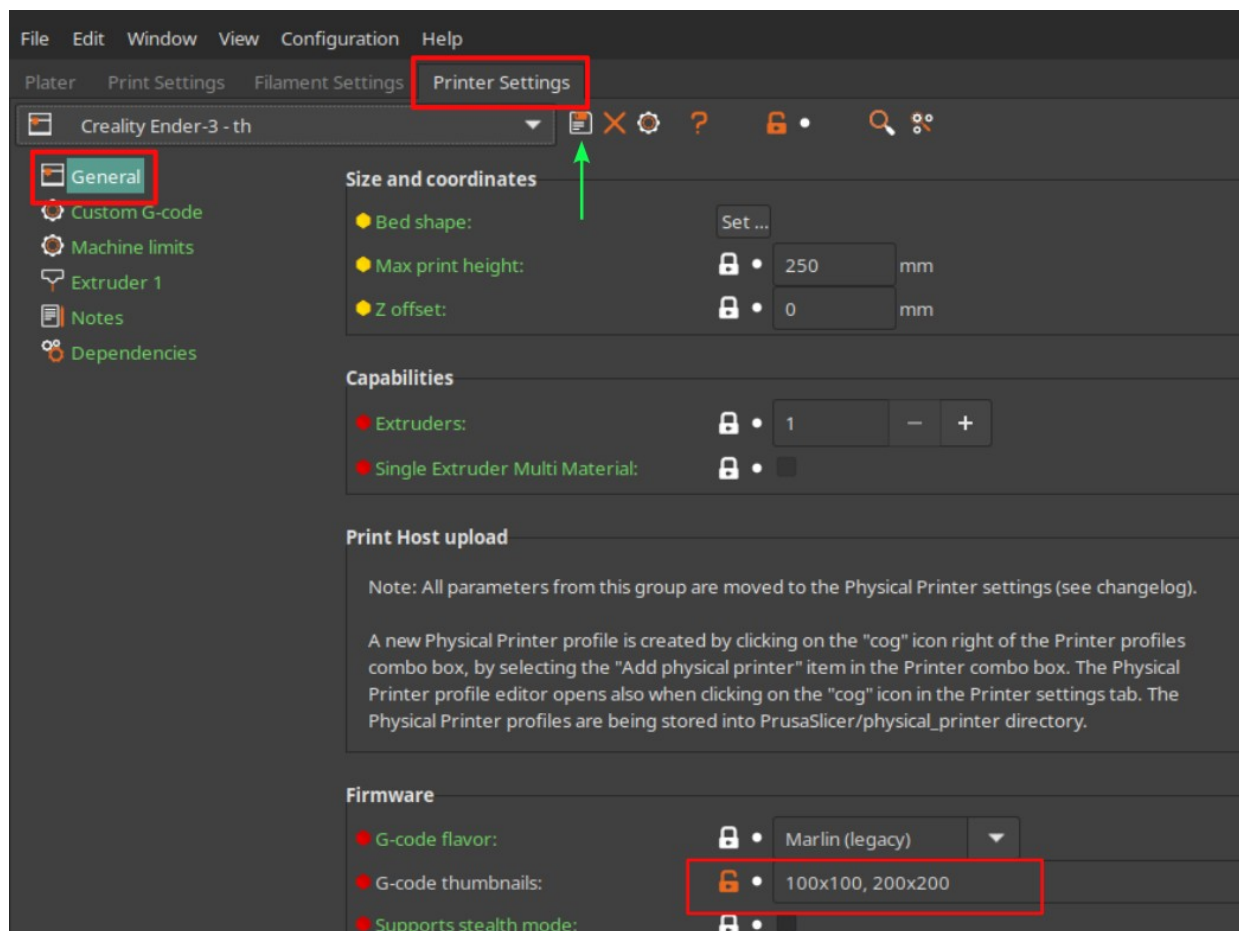 File Edit Window View Configuration Help
Plater Print Settings Filament Settings Printer Settings
Creality Ender-3 - th
General
Custom G-code
Machine limits
Extruder 1
Notes
Dependencies
Size and coordinates
Bed shape: Set ...
Max print height: 250 mm
Z offset: 0 mm
Capabilities
Extruders: 1 − +
Single Extruder Multi Material:
Print Host upload
Note: All parameters from this group are moved to the Physical Printer settings (see changelog).
A new Physical Printer profile is created by clicking on the "cog" icon right of the Printer profiles
combo box, by selecting the "Add physical printer" item in the Printer combo box. The Physical
Printer profile editor opens also when clicking on the "cog" icon in the Printer settings tab. The
Physical Printer profiles are being stored into PrusaSlicer/physical_printer directory.
Firmware
G-code flavor: Marlin (legacy)
G-code thumbnails: 100x100, 200x200
Supports stealth mode: